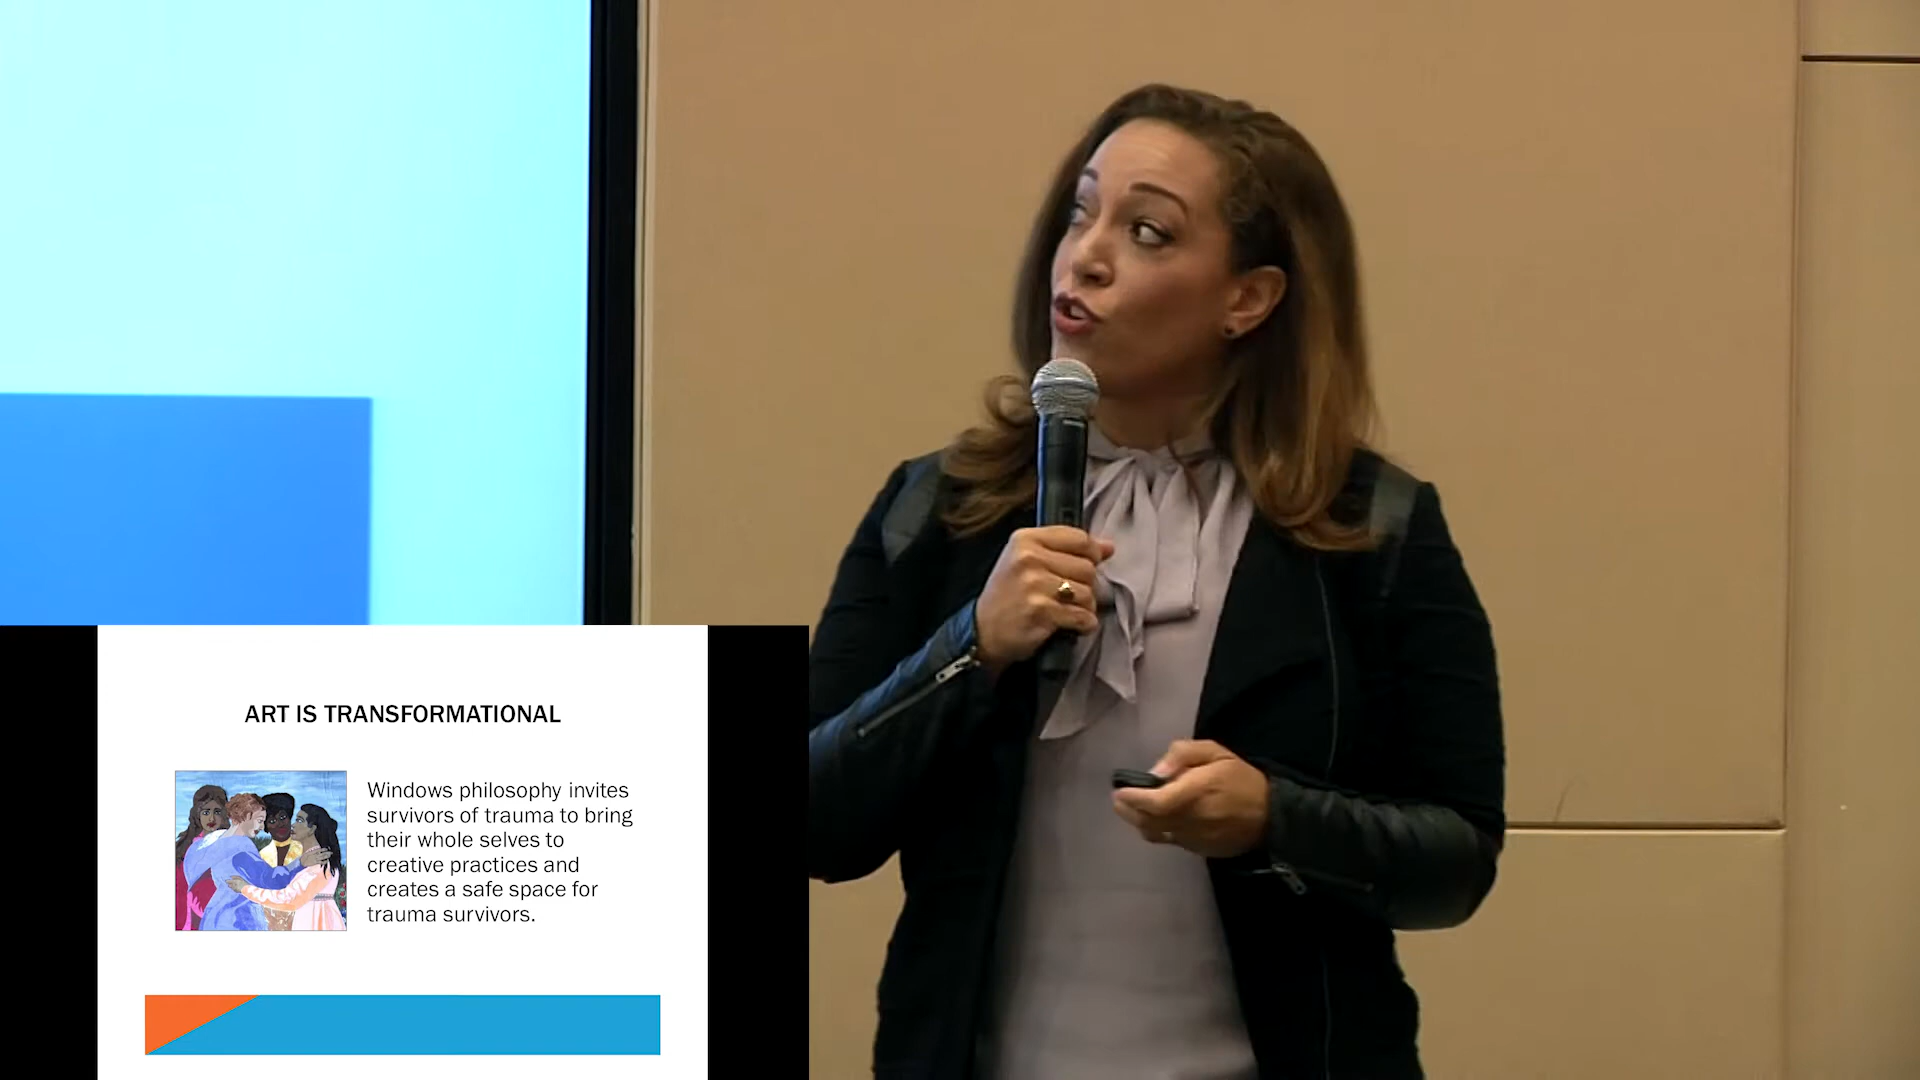 ART IS TRANSFORMATIONAL
Windows philosophy invites
survivors of trauma to bring
their whole selves to
creative practices and
creates a safe space for
trauma survivors.